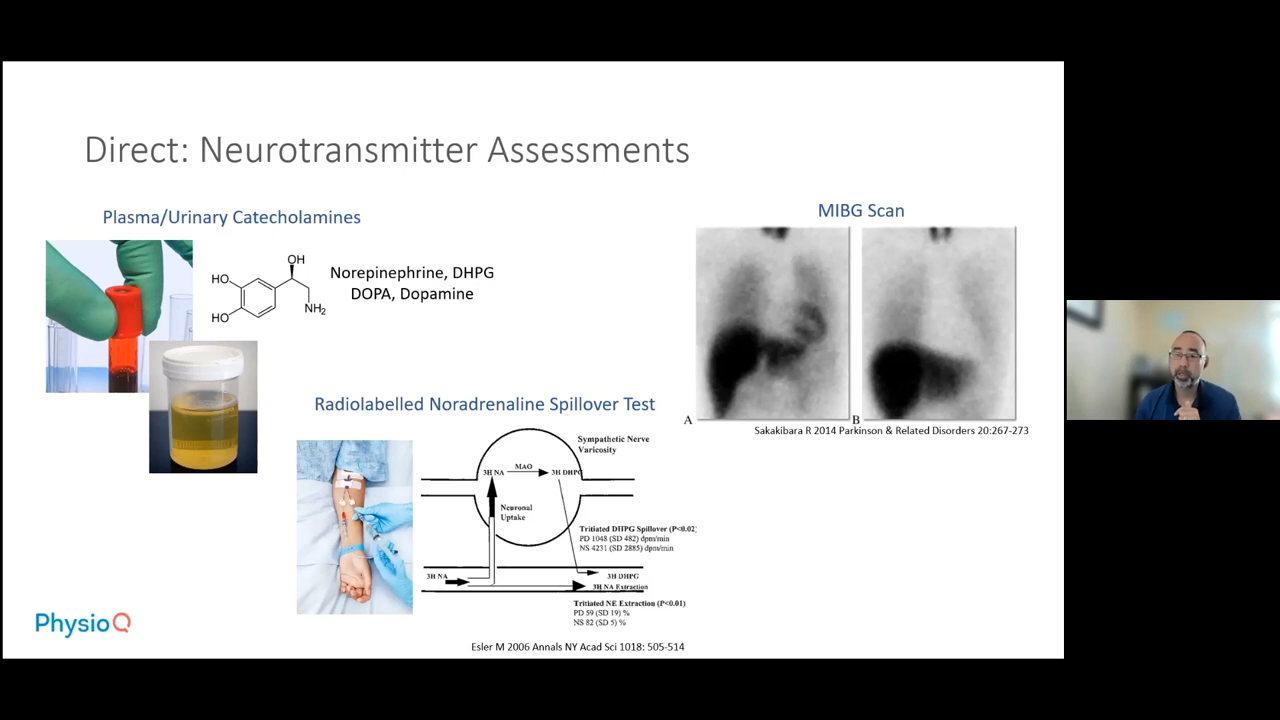 Direct: Neurotransmitter Assessments
Plasma/Urinary Catecholamines
HO
HO
OH
NH2
Norepinephrine, DHPG
DOPA, Dopamine
MIBG Scan
A
B
Sakakibara R 2014 Parkinson & Related Disorders 20:267-273
Radiolabelled Noradrenaline Spillover Test
Sympathetic Nerve
Varicosity
3H NA
MAO
3H DHPG
Neuronal
Uptake
Tritiated DHPG Spillover (P<0.02)
PD 1048 (SD 482) dpm/min
NS 4231 (SD 2885) dpm/min
3H NA
3H DHPG
3H NA Extraction
Tritiated NE Extraction (P<0.01)
PD 59 (SD 19) %
NS 82 (SD 5) %
Esler M 2006 Annals NY Acad Sci 1018: 505-514
PhysioQ